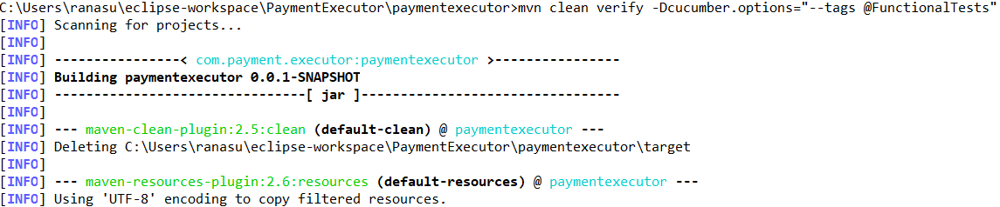 C:\Users\ranasu\eclipse-workspace\PaymentExecutor\paymentexecutor>mvn clean verify -Dcucumber.options="--tags @FunctionalTests"
[INFO] Scanning for projects...
[INFO]
[INFO] ----------------< com.payment.executor:paymentexecutor >----------------
[INFO] Building paymentexecutor 0.0.1-SNAPSHOT
[INFO] --------------------------------[ jar ]---------------------------------
[INFO]
[INFO] --- maven-clean-plugin:2.5:clean (default-clean) @ paymentexecutor ---
[INFO] Deleting C:\Users\ranasu\eclipse-workspace\PaymentExecutor\paymentexecutor\target
[INFO]
[INFO] --- maven-resources-plugin:2.6:resources (default-resources) @ paymentexecutor ---
[INFO] Using 'UTF-8' encoding to copy filtered resources.